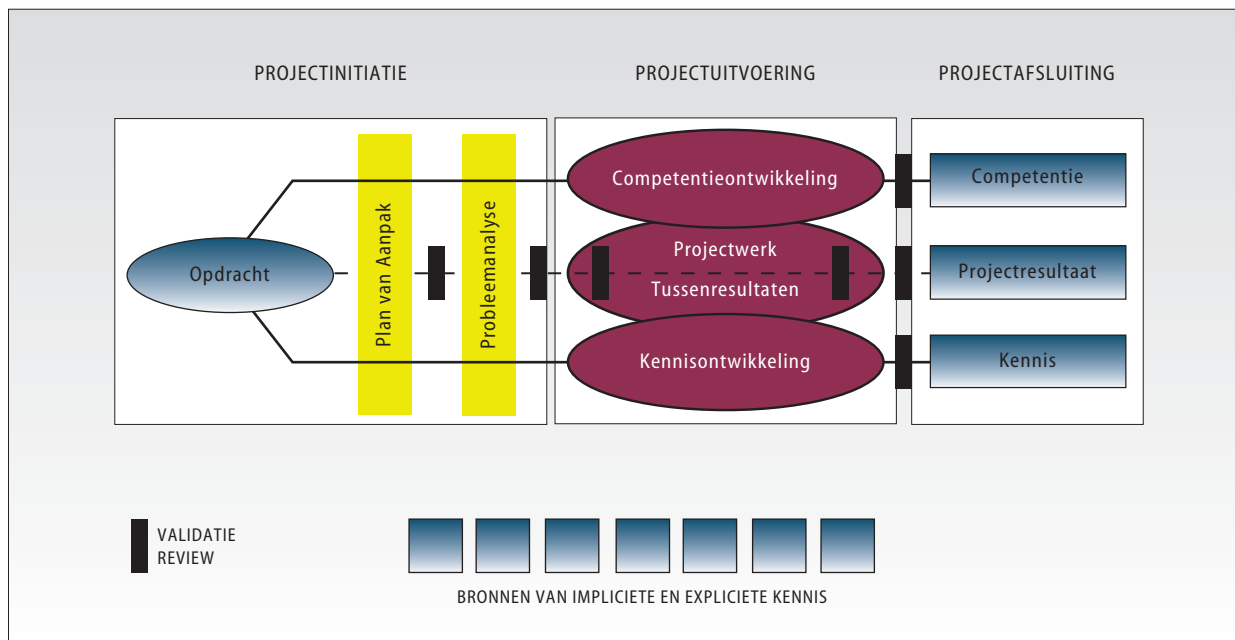 PROJECTINITIATIE
PROJECTUITVOERING
PROJECTAFSLUITING
Opdracht
Plan van Aanpak
Probleemanalyse
Competentieontwikkeling
Projectwerk
Tussenresultaten
Kennisontwikkeling
Competentie
Projectresultaat
Kennis
VALIDATIE
REVIEW
BRONNEN VAN IMPLICIETE EN EXPLICIETE KENNIS